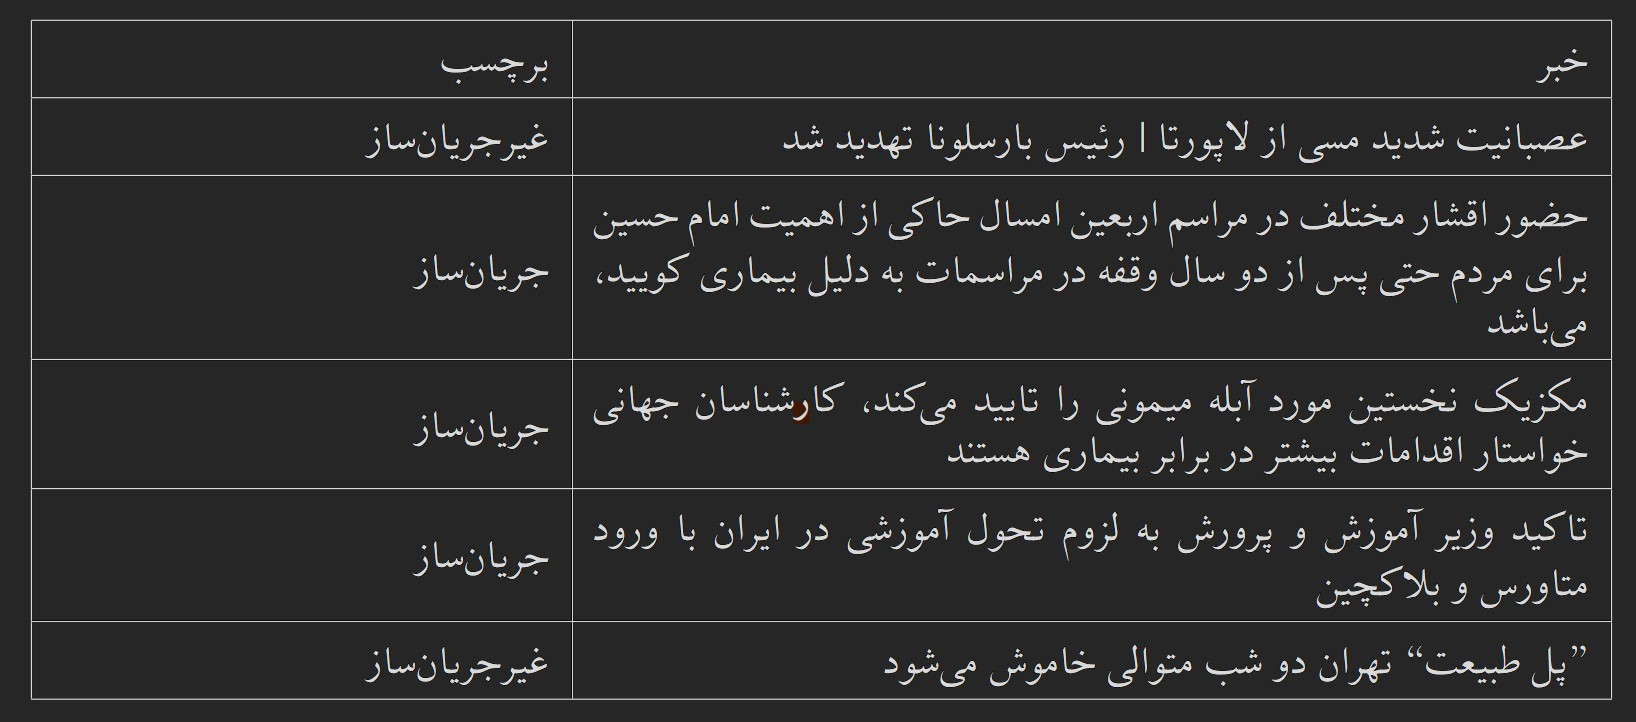 خبر
برچسب
عصبانیت شدید مسی از لاپورتا | رئیس بارسلونا تهدید شد
غیرجریان‌ساز
حضور اقشار مختلف در مراسم اربعین امسال حاکی از اهمیت امام حسین
برای مردم حتی پس از دو سال وقفه در مراسمات به دلیل بیماری کویید،
می‌باشد
جریان‌ساز
مکزیک نخستین مورد آبله میمونی را تایید می‌کند، کارشناسان جهانی
خواستار اقدامات بیشتر در برابر بیماری هستند
جریان‌ساز
تاکید وزیر آموزش و پرورش به لزوم تحول آموزشی در ایران با ورود
متاورس و بلاکچین
جریان‌ساز
”پل طبیعت“ تهران دو شب متوالی خاموش می‌شود
غیرجریان‌ساز